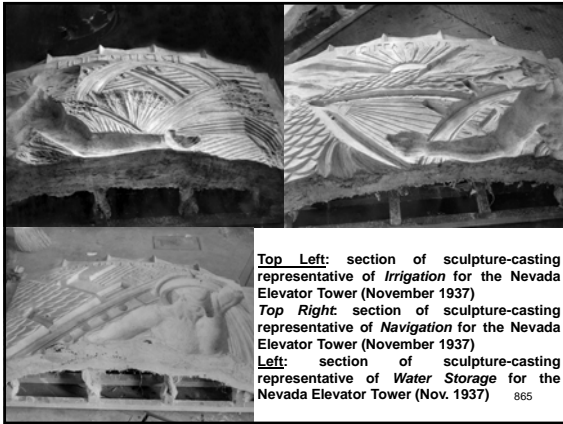 Top Left: section of sculpture-casting
representative of Irrigation for the Nevada
Elevator Tower (November 1937)
Top Right: section of sculpture-casting
representative of Navigation for the Nevada
Elevator Tower (November 1937)
Left: section of sculpture-casting
representative of Water Storage for the
Nevada Elevator Tower (Nov. 1937) 865